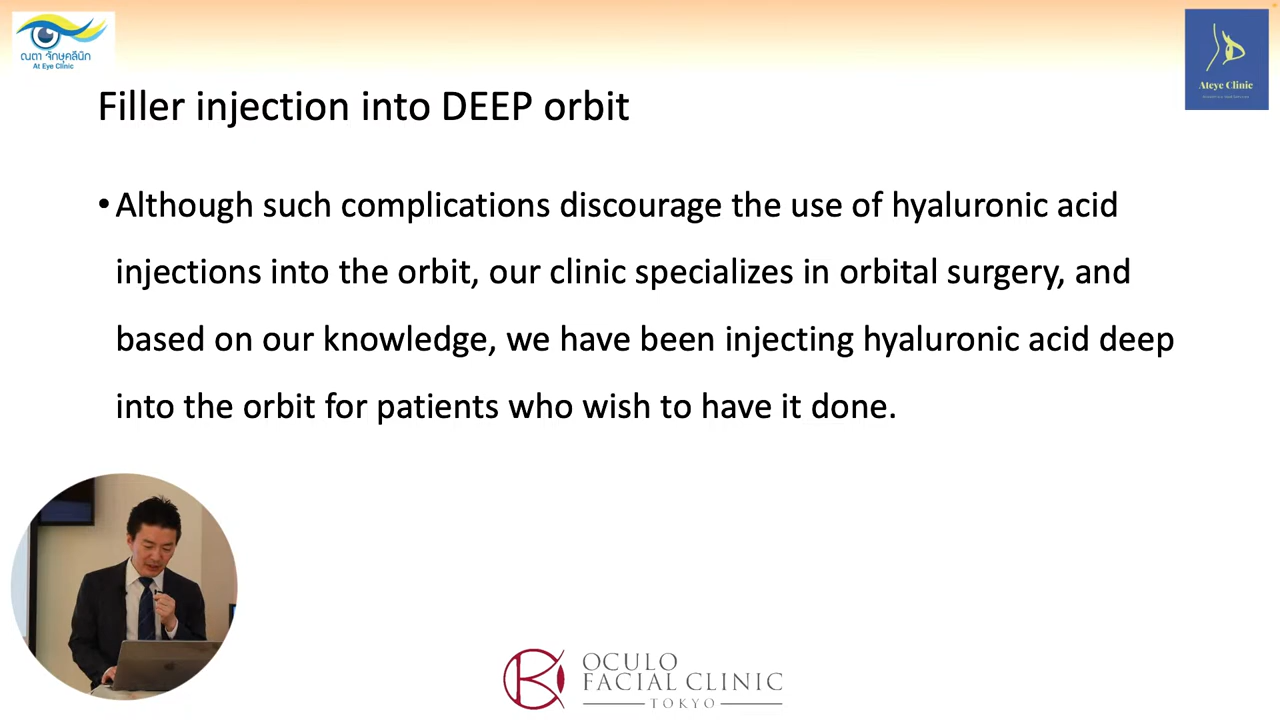 ณตา จักษุคลินิก
At Eye Clinic
Ateye Clinic
Filler injection into DEEP orbit
• Although such complications discourage the use of hyaluronic acid
injections into the orbit, our clinic specializes in orbital surgery, and
based on our knowledge, we have been injecting hyaluronic acid deep
into the orbit for patients who wish to have it done.
OCULO
FACIAL CLINIC
TOKYO